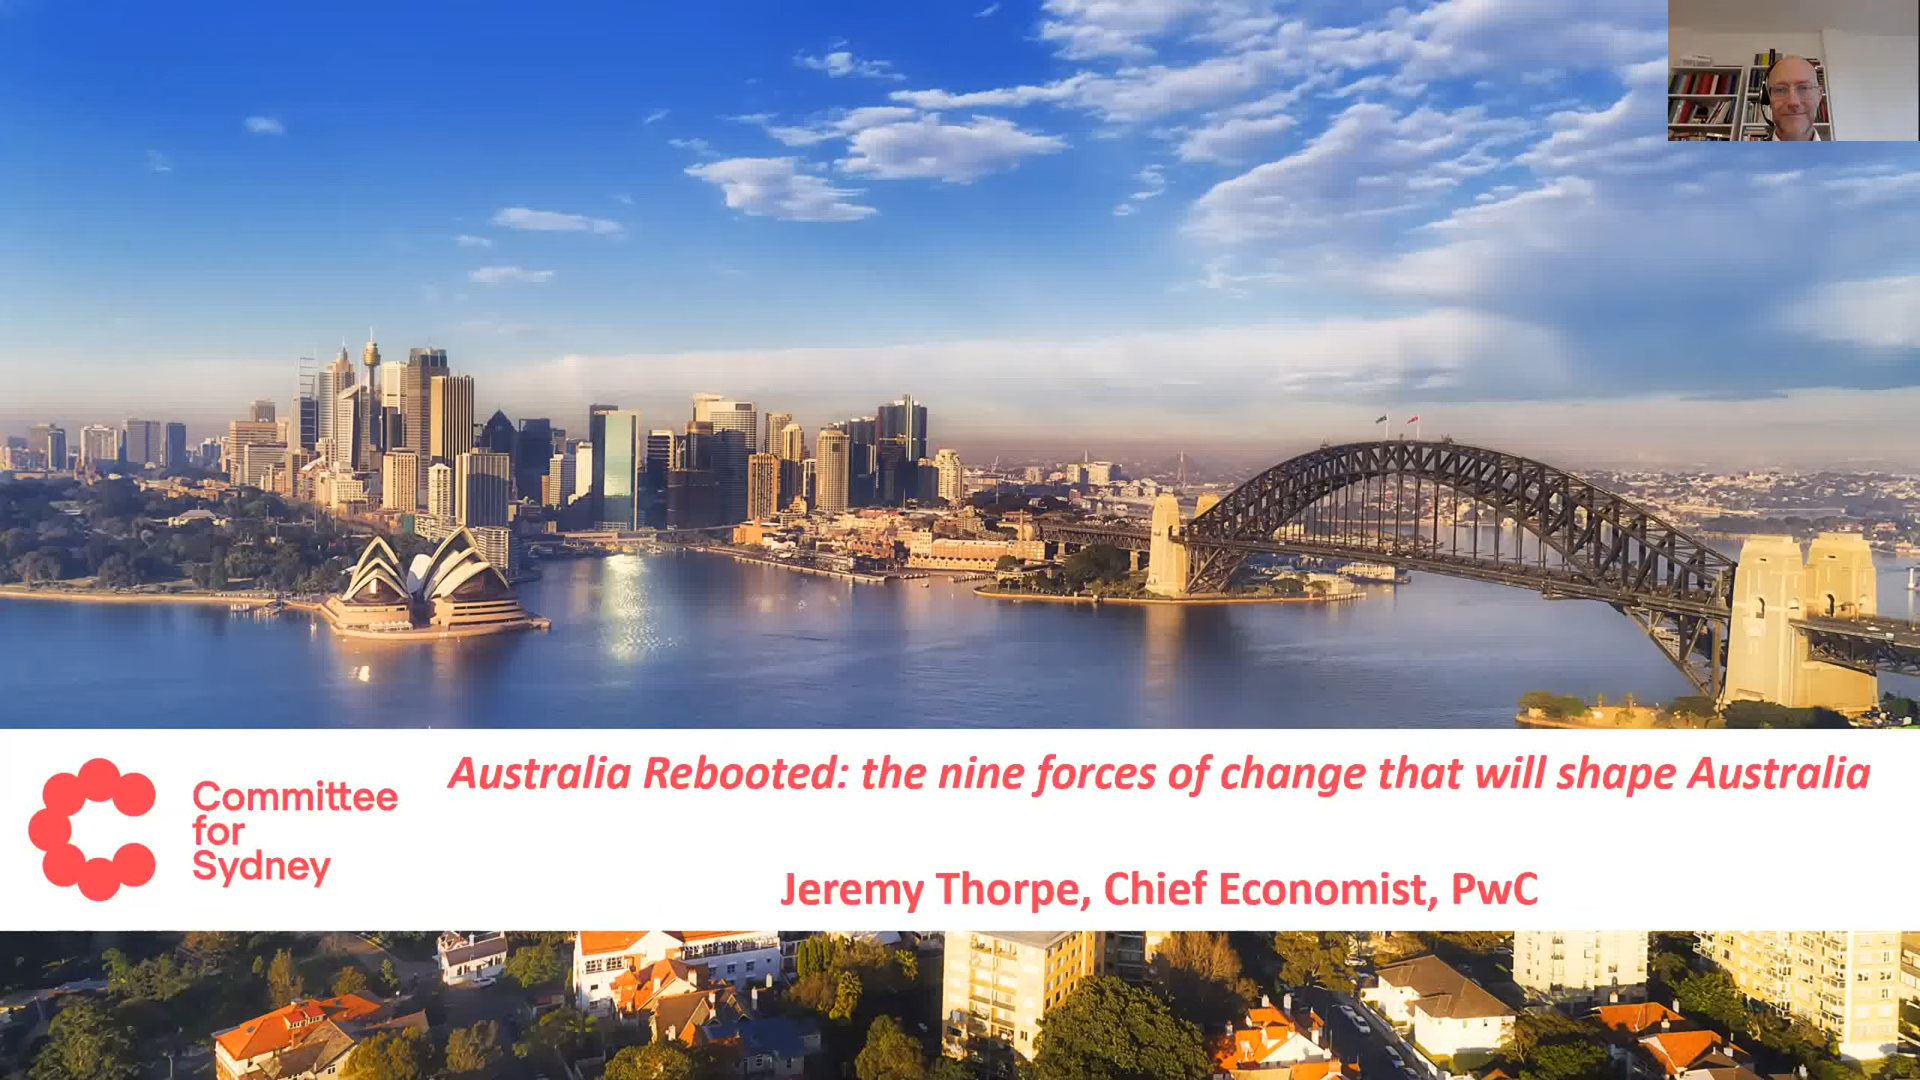 Australia Rebooted: the nine forces of change that will shape Australia
Committee
for
Sydney
Jeremy Thorpe, Chief Economist, PwC